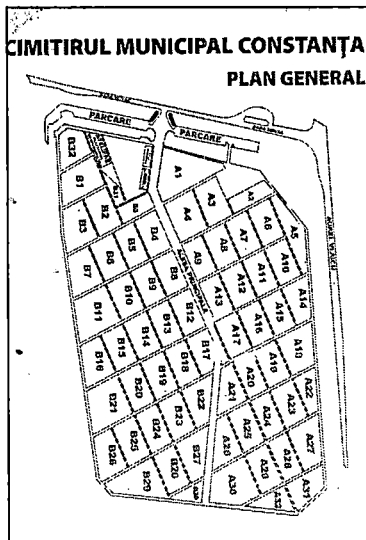 CIMITIRUL MUNICIPAL CONSTANȚA
PLAN GENERAL
PARCARE
PARCARE
B32
A1
B1
B2
B3
B4
B5
B6
B7
B8
B9
B10
B11
B12
B13
B14
B15
B16
B17
B18
B19
B20
B21
B22
B23
B24
B25
B26
B27
B29
A2
A3
A4
A5
A6
A7
A8
A9
A10
A11
A12
A13
A14
A15
A16
A17
A19
A20
A21
A22
A23
A24
A25
A27
A28
A29
A30
A31
A32
ALEEA PRINCIPALA